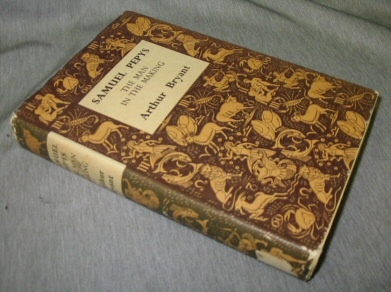 SAMUEL PEPYS
THE MAN
IN THE MAKING
Arthur Bryant